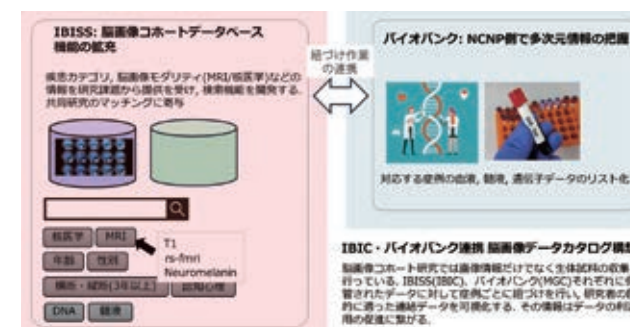 IBISS: 脳画像コホートデータベース
機能の拡充
疾患カテゴリ, 脳画像モダリティ(MRI/核医学)などの
情報を研究課題から提供を受け, 検索機能を開発する.
共同研究のマッチングに寄与
核医学 MRI
T1
rs-fmri
Neuromelanin
年齢 性別
横断・縦断(3年以上) 認知心理
DNA 髄液
紐づけ作業
の連携
バイオバンク: NCNP側で多次元情報の把握
対応する症例の血液, 髄液, 遺伝子データのリスト化
IBIC・バイオバンク連携 脳画像データカタログ構築
脳画像コホート研究では画像情報だけでなく生体試料の収集
行っている. IBISS(IBIC)、バイオバンク(MGC)それぞれに
管されたデータに対して症例ごとに紐づけを行い, 研究者の
的に適った連結データを可視化する. その情報はデータの利
用の促進に繋がる.